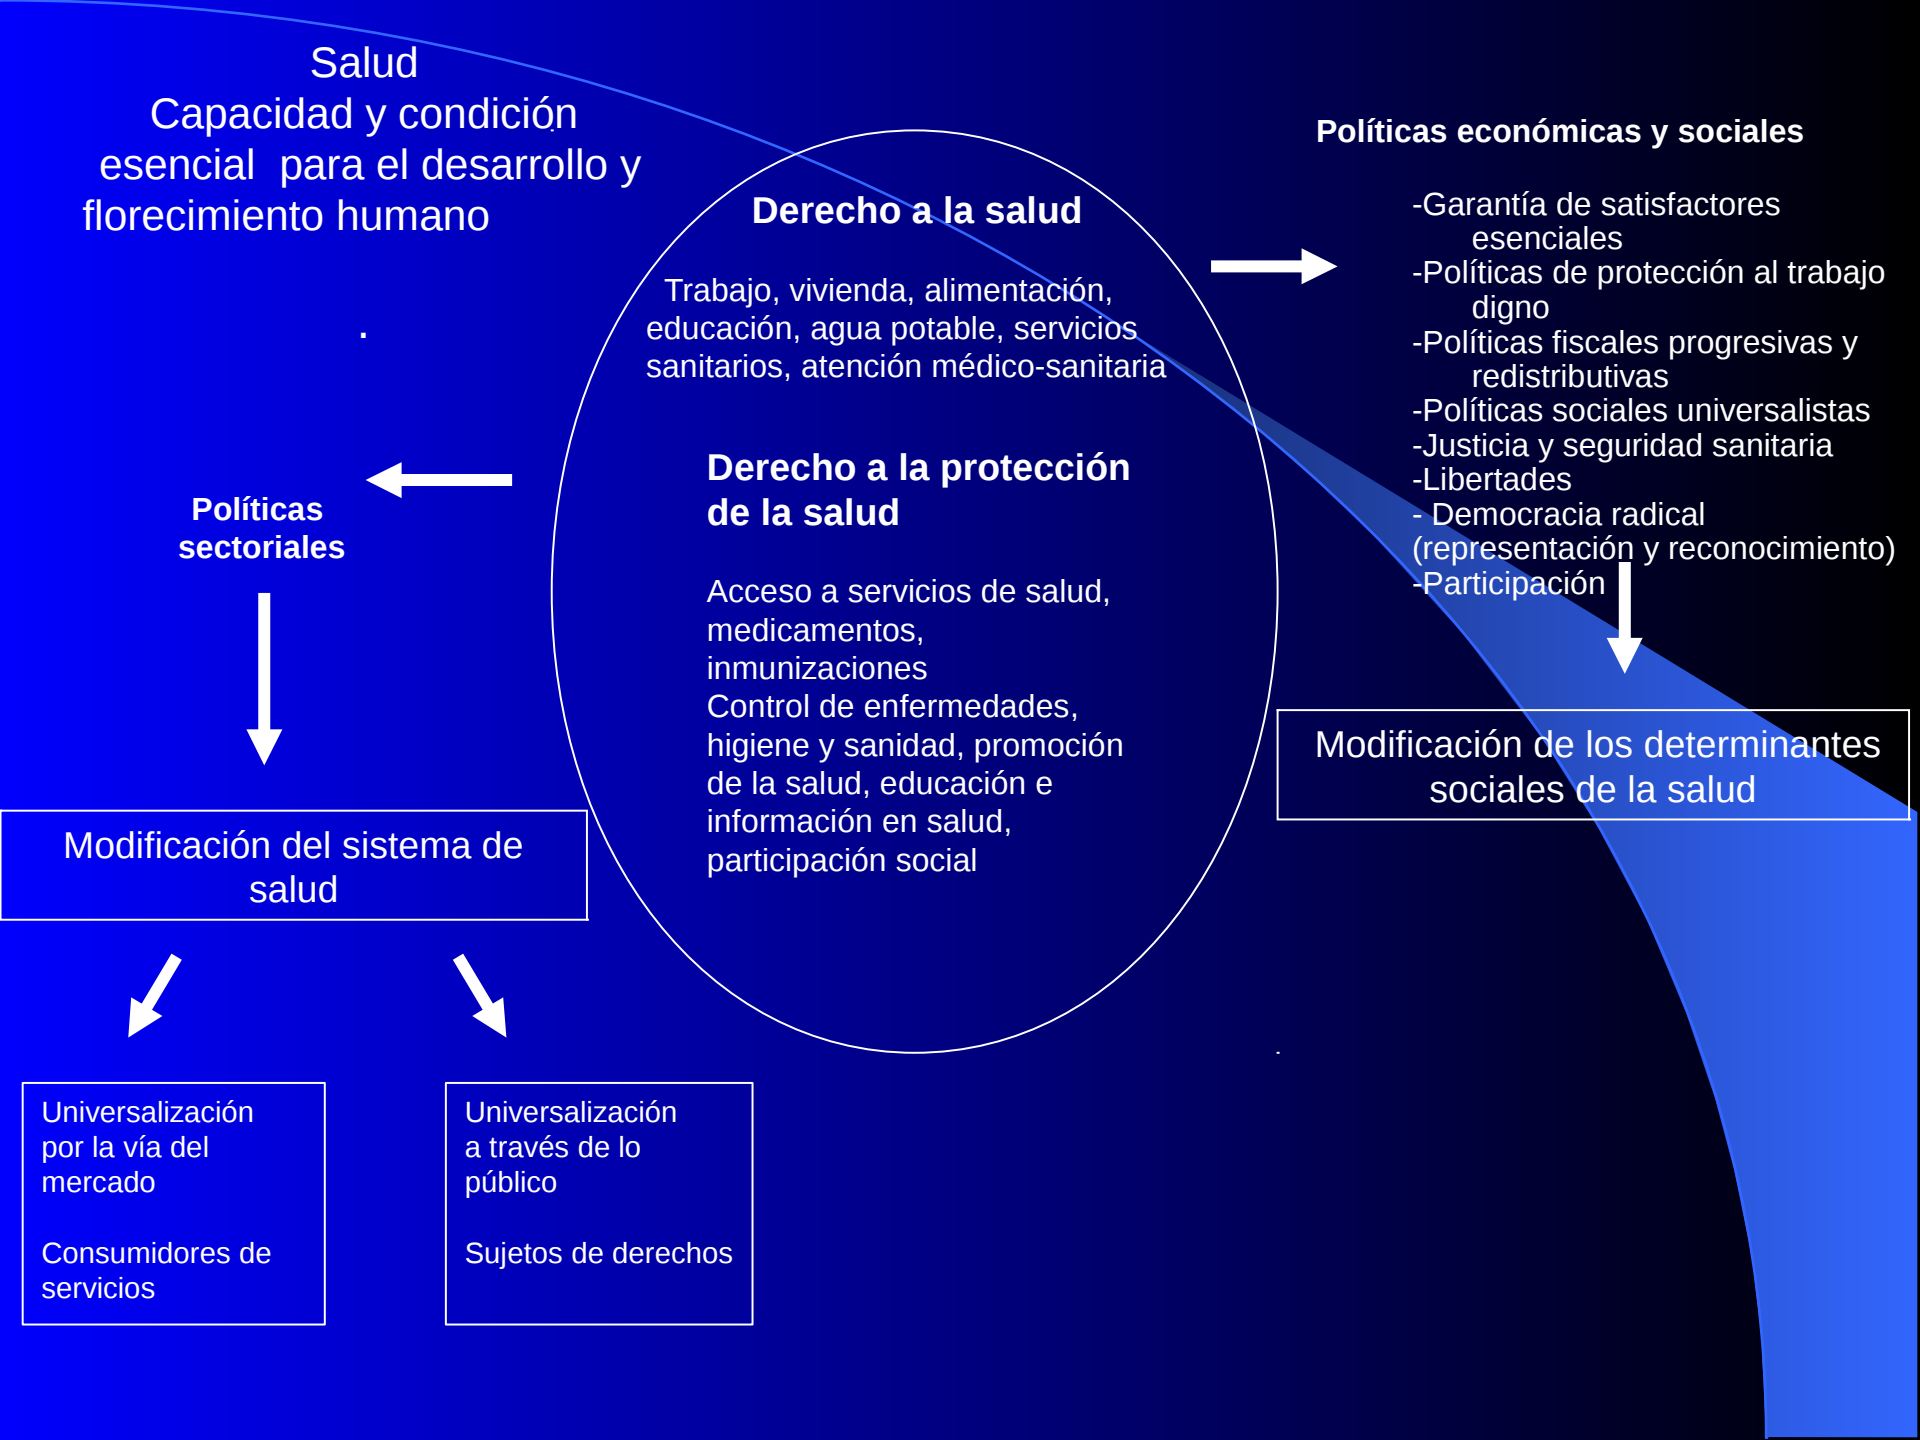 Salud
Capacidad y condición
esencial para el desarrollo y
florecimiento humano
.
Derecho a la salud
Trabajo, vivienda, alimentación,
educación, agua potable, servicios
sanitarios, atención médico-sanitaria
Derecho a la protección
de la salud
Acceso a servicios de salud,
medicamentos,
inmunizaciones
Control de enfermedades,
higiene y sanidad, promoción
de la salud, educación e
información en salud,
participación social
Políticas económicas y sociales
-Garantía de satisfactores
esenciales
-Políticas de protección al trabajo
digno
-Políticas fiscales progresivas y
redistributivas
-Políticas sociales universalistas
-Justicia y seguridad sanitaria
-Libertades
- Democracia radical
(representación y reconocimiento)
-Participación
Modificación de los determinantes
sociales de la salud
Políticas
sectoriales
Modificación del sistema de
salud
Universalización
por la vía del
mercado
Consumidores de
servicios
Universalización
a través de lo
público
Sujetos de derechos